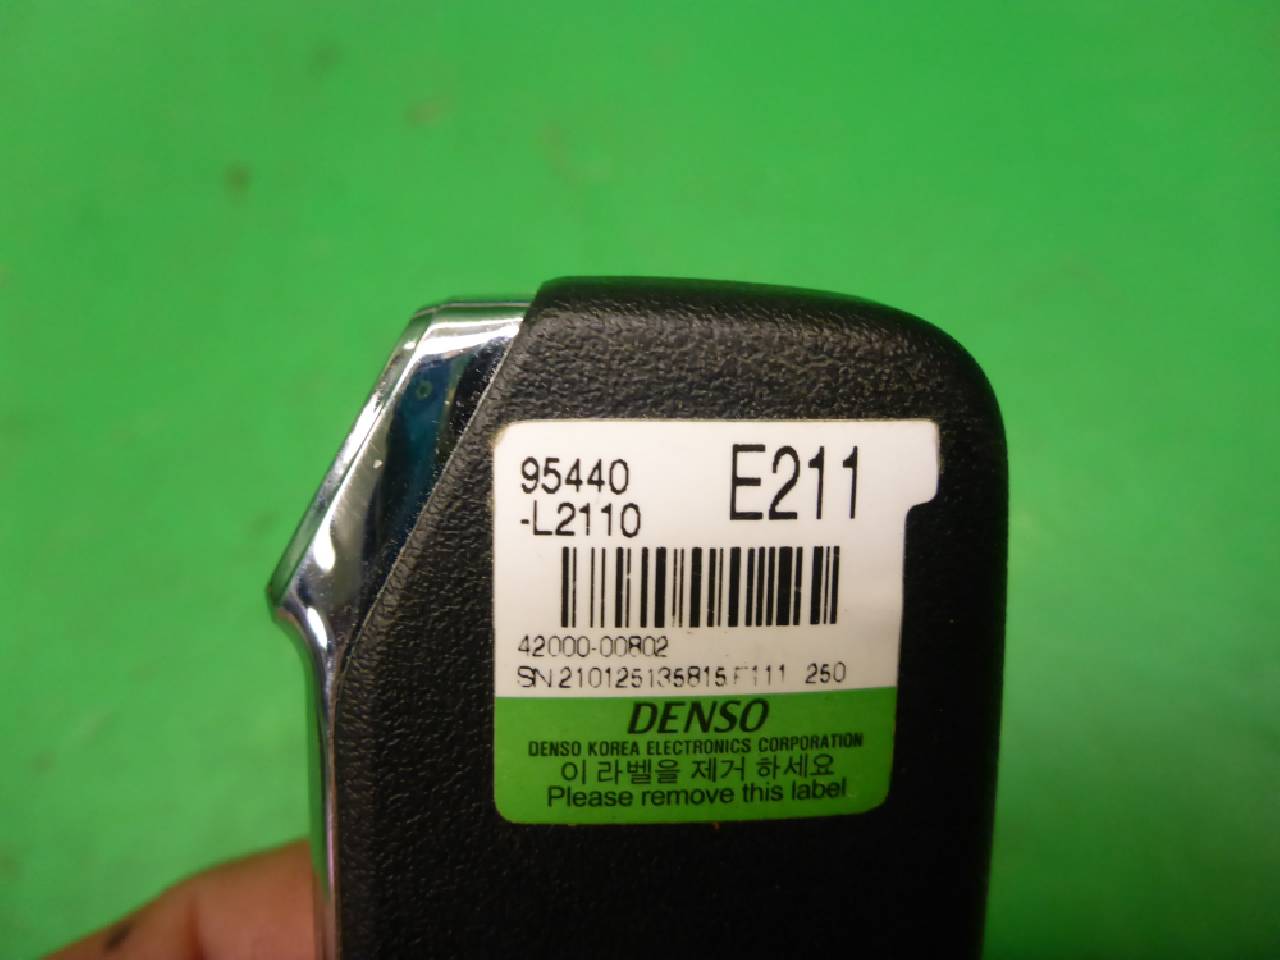 95440
-L2110
E211
42000-00802
SN 210125135815 F111 250
DENSO
DENSO KOREA ELECTRONICS CORPORATION
이 라벨을 제거 하세요
Please remove this label